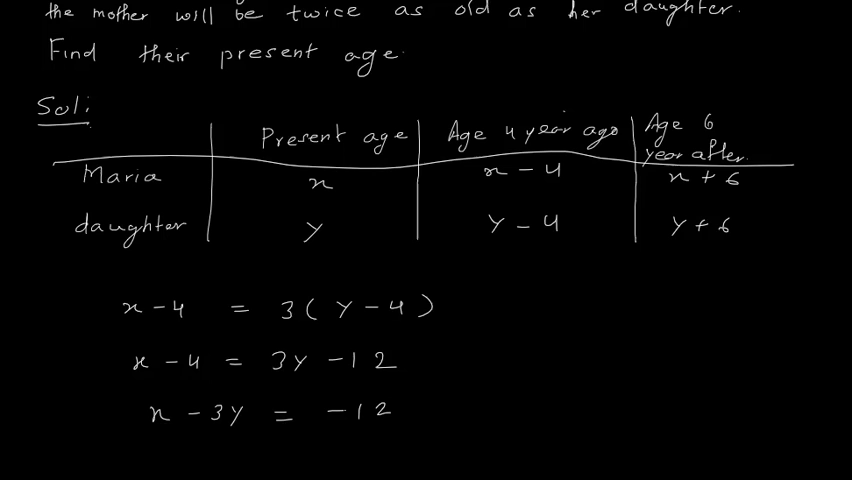 the mother will be twice as old as her daughter.
Find their present age.
Sol:
Present age Age 4 year ago Age 6 year after.
Maria x x - 4 x + 6
daughter y y - 4 y + 6
x - 4 = 3( y - 4 )
x - 4 = 3y - 12
x - 3y = - 12